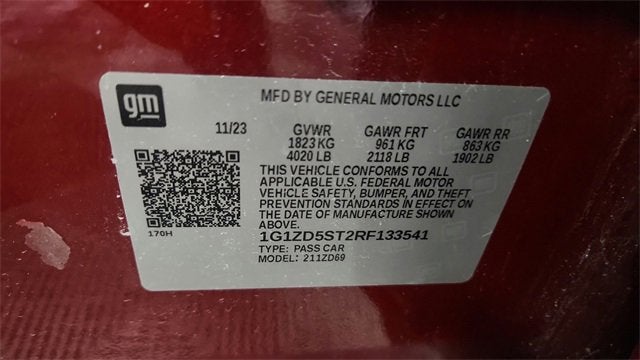 gm
MFD BY GENERAL MOTORS LLC
11/23 GVWR GAWR FRT GAWR RR
1823 KG 961 KG 863 KG
4020 LB 2118 LB 1902 LB
THIS VEHICLE CONFORMS TO ALL
APPLICABLE U.S. FEDERAL MOTOR
VEHICLE SAFETY, BUMPER, AND THEFT
PREVENTION STANDARDS IN EFFECT ON
THE DATE OF MANUFACTURE SHOWN
ABOVE.
170H
1G1ZD5ST2RF133541
TYPE: PASS CAR
MODEL: 211ZD69